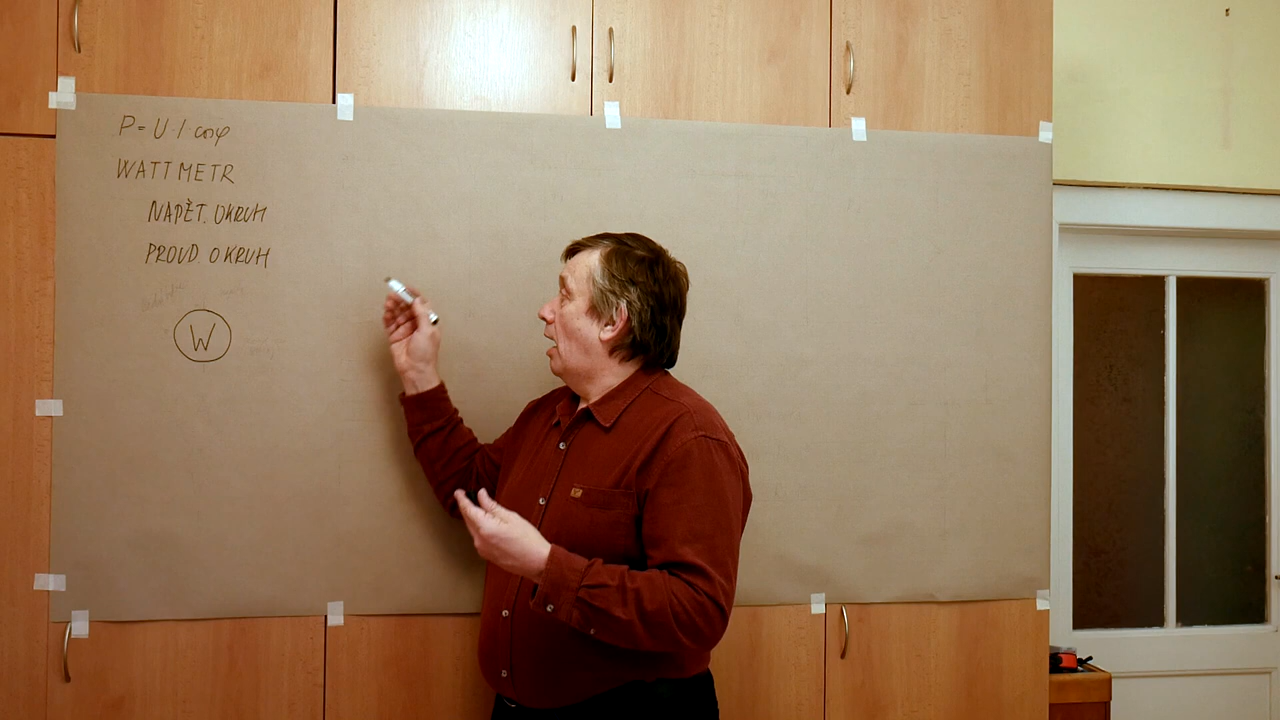 P = U·I·cosφ
WATTMETR
NAPĚT. OKRUH
PROUD. OKRUH
W